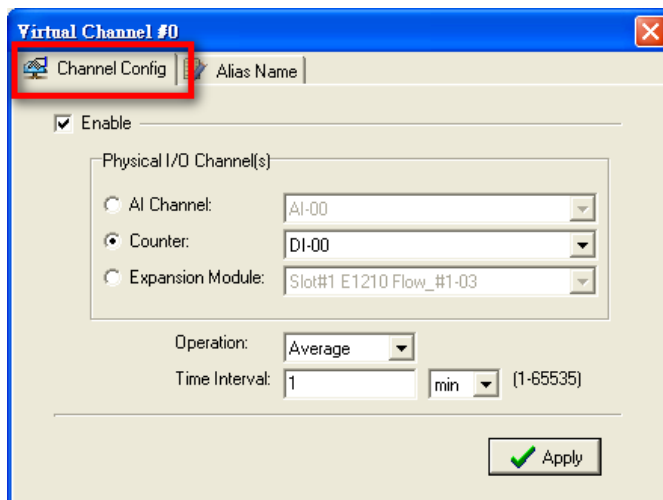 Virtual Channel #0
Channel Config Alias Name
Enable
Physical I/O Channel(s)
AI Channel: AI-00
Counter: DI-00
Expansion Module: Slot#1 E1210 Flow_#1-03
Operation: Average
Time Interval: 1 min (1-65535)
Apply